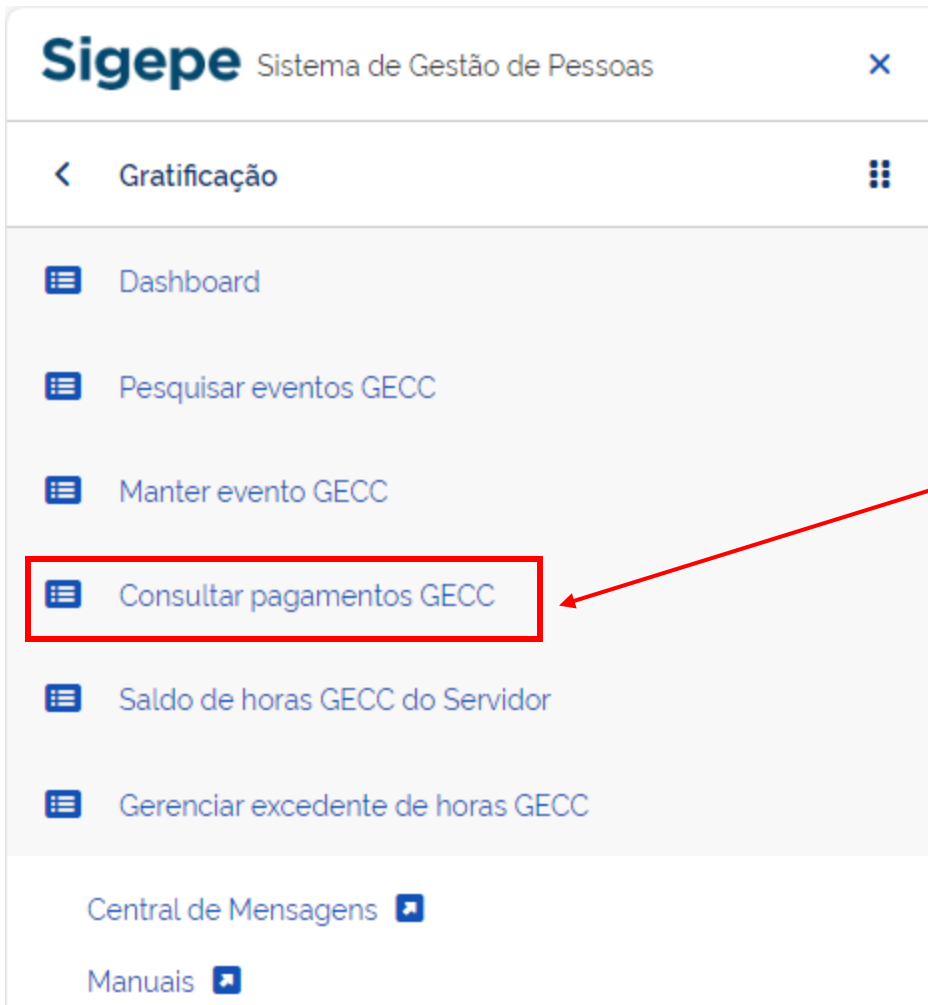 Sigepe Sistema de Gestão de Pessoas
Gratificação
Dashboard
Pesquisar eventos GECC
Manter evento GECC
Consultar pagamentos GECC
Saldo de horas GECC do Servidor
Gerenciar excedente de horas GECC
Central de Mensagens
Manuais